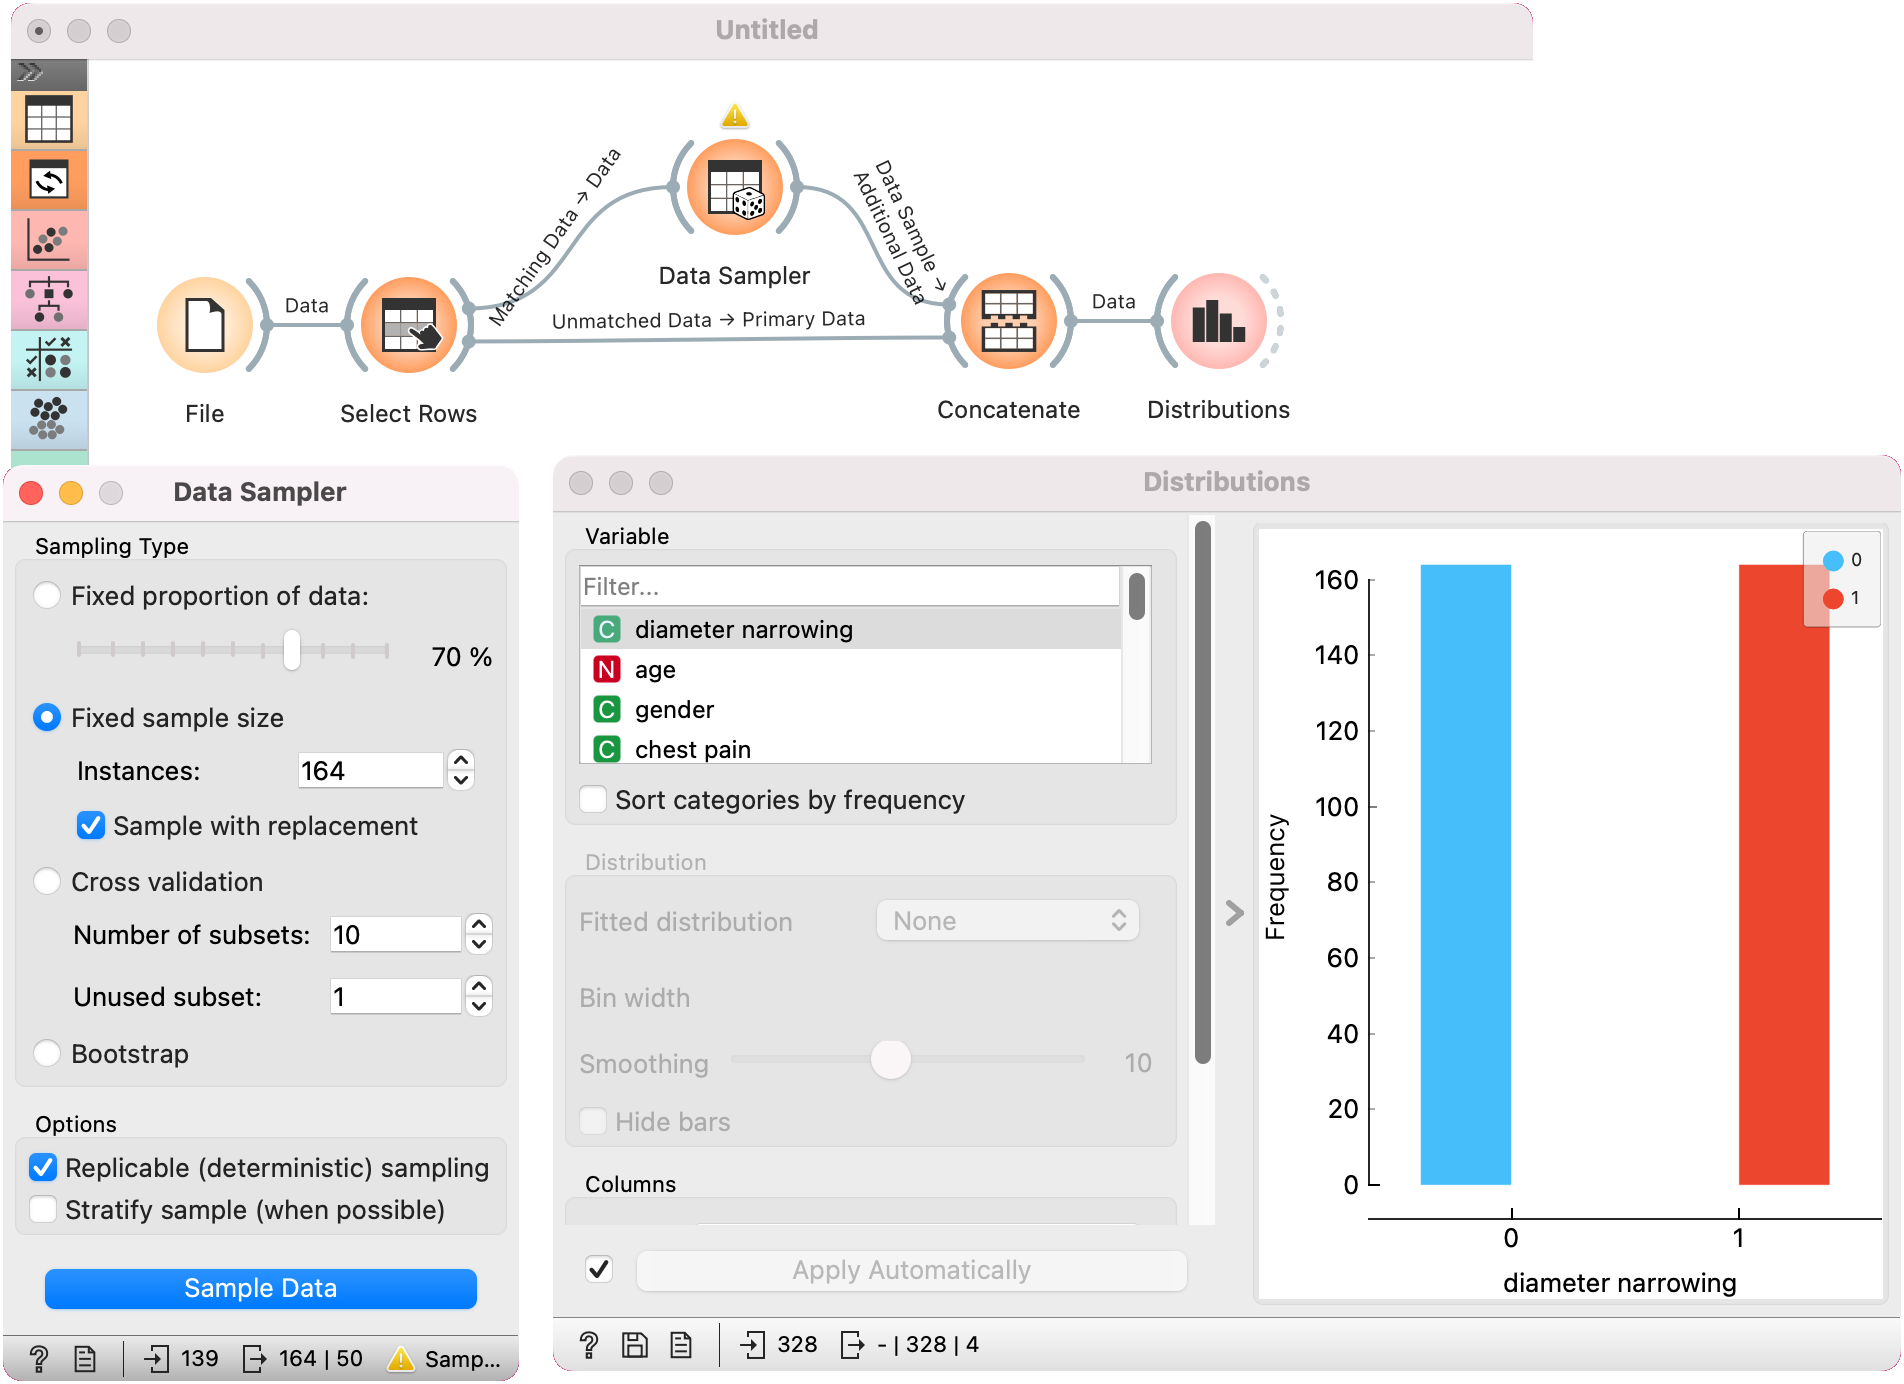 Untitled
Matching Data → Data
Data Sample →
Additional Data
Data Sampler
Data
Unmatched Data → Primary Data
Data
File
Select Rows
Concatenate
Distributions
Data Sampler
Sampling Type
Fixed proportion of data:
70 %
Fixed sample size
Instances:
164
Sample with replacement
Cross validation
Number of subsets:
10
Unused subset:
1
Bootstrap
Options
Replicable (deterministic) sampling
Stratify sample (when possible)
Sample Data
? 139 164 | 50 Samp...
Distributions
Variable
Filter...
C diameter narrowing
N age
C gender
C chest pain
Sort categories by frequency
Distribution
Fitted distribution
None
Bin width
Smoothing
10
Hide bars
Columns
Apply Automatically
? 328 - | 328 | 4
0
1
160
140
120
100
80
60
40
20
0
Frequency
0
1
diameter narrowing